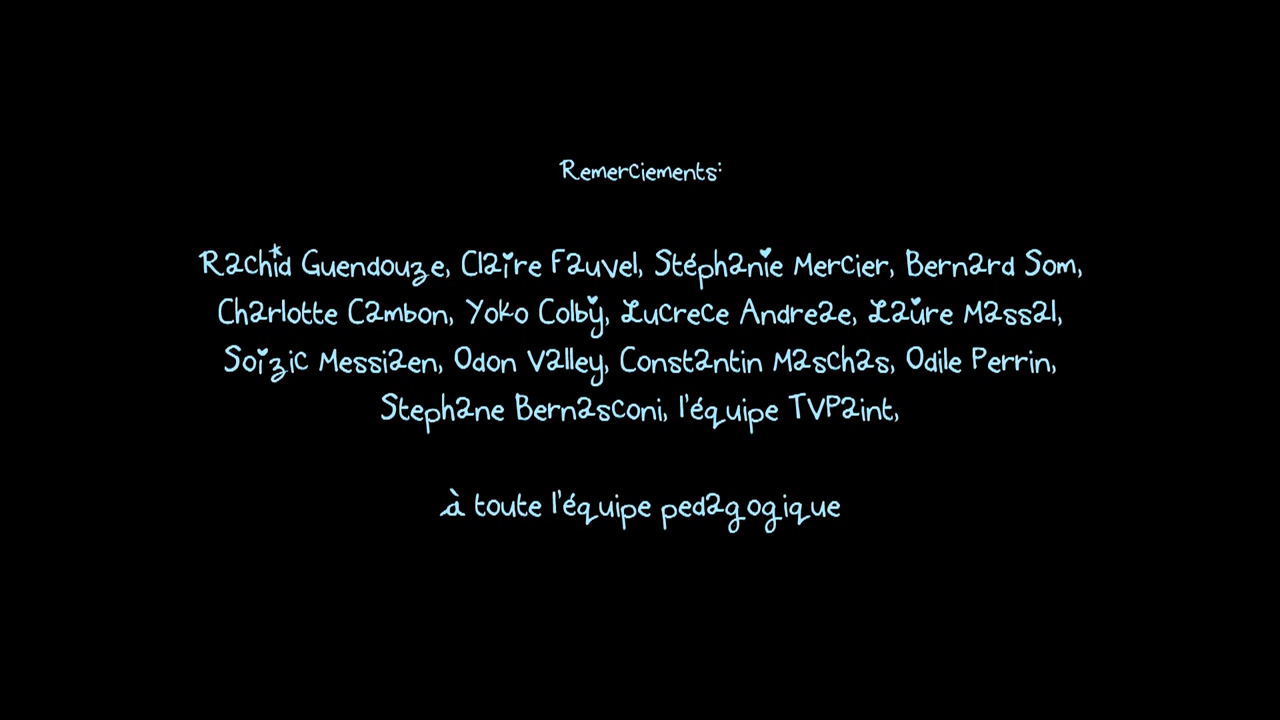 Remerciements:
Rachid Guendouze, Claire Fauvel, Stéphanie Mercier, Bernard Som,
Charlotte Cambon, Yoko Colby, Lucrece Andreae, Laure Massal,
Soizic Messiaen, Odon Valley, Constantin Maschas, Odile Perrin,
Stephane Bernasconi, l'équipe TVPaint,
à toute l'équipe pedagogique